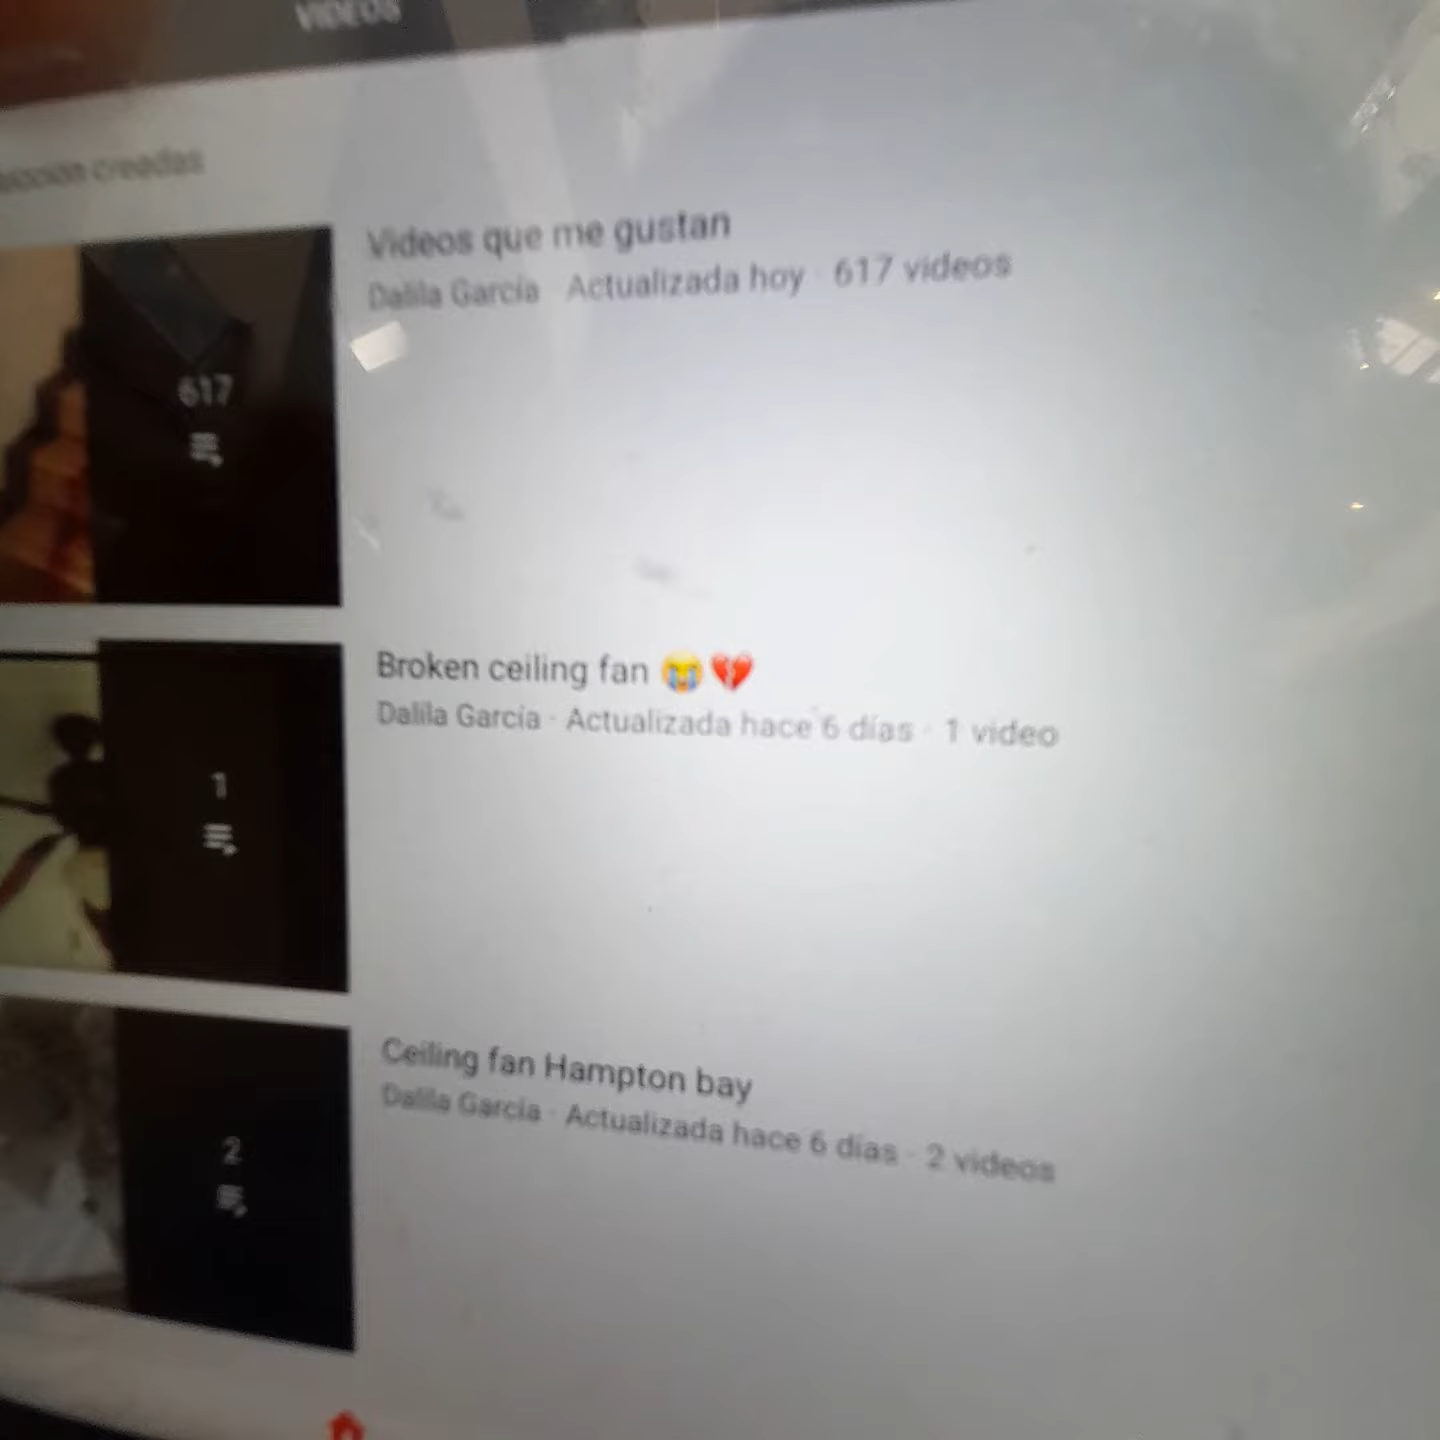 VIDEOS
creadas
Videos que me gustan
Dalila García · Actualizada hoy · 617 videos
617
Broken ceiling fan 😭💔
Dalila García · Actualizada hace 6 días · 1 video
1
Ceiling fan Hampton bay
Dalila García · Actualizada hace 6 días · 2 videos
2